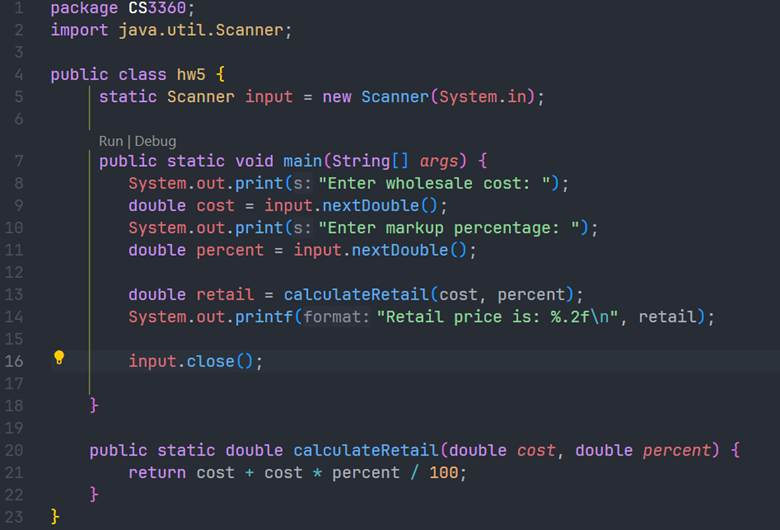 1 package CS3360;
2 import java.util.Scanner;
3
4 public class hw5 {
5 static Scanner input = new Scanner(System.in);
6
Run | Debug
7 public static void main(String[] args) {
8 System.out.print(s: "Enter wholesale cost: ");
9 double cost = input.nextDouble();
10 System.out.print(s: "Enter markup percentage: ");
11 double percent = input.nextDouble();
12
13 double retail = calculateRetail(cost, percent);
14 System.out.printf(format: "Retail price is: %.2f\n", retail);
15
16 input.close();
17
18 }
19
20 public static double calculateRetail(double cost, double percent) {
21 return cost + cost * percent / 100;
22 }
23 }